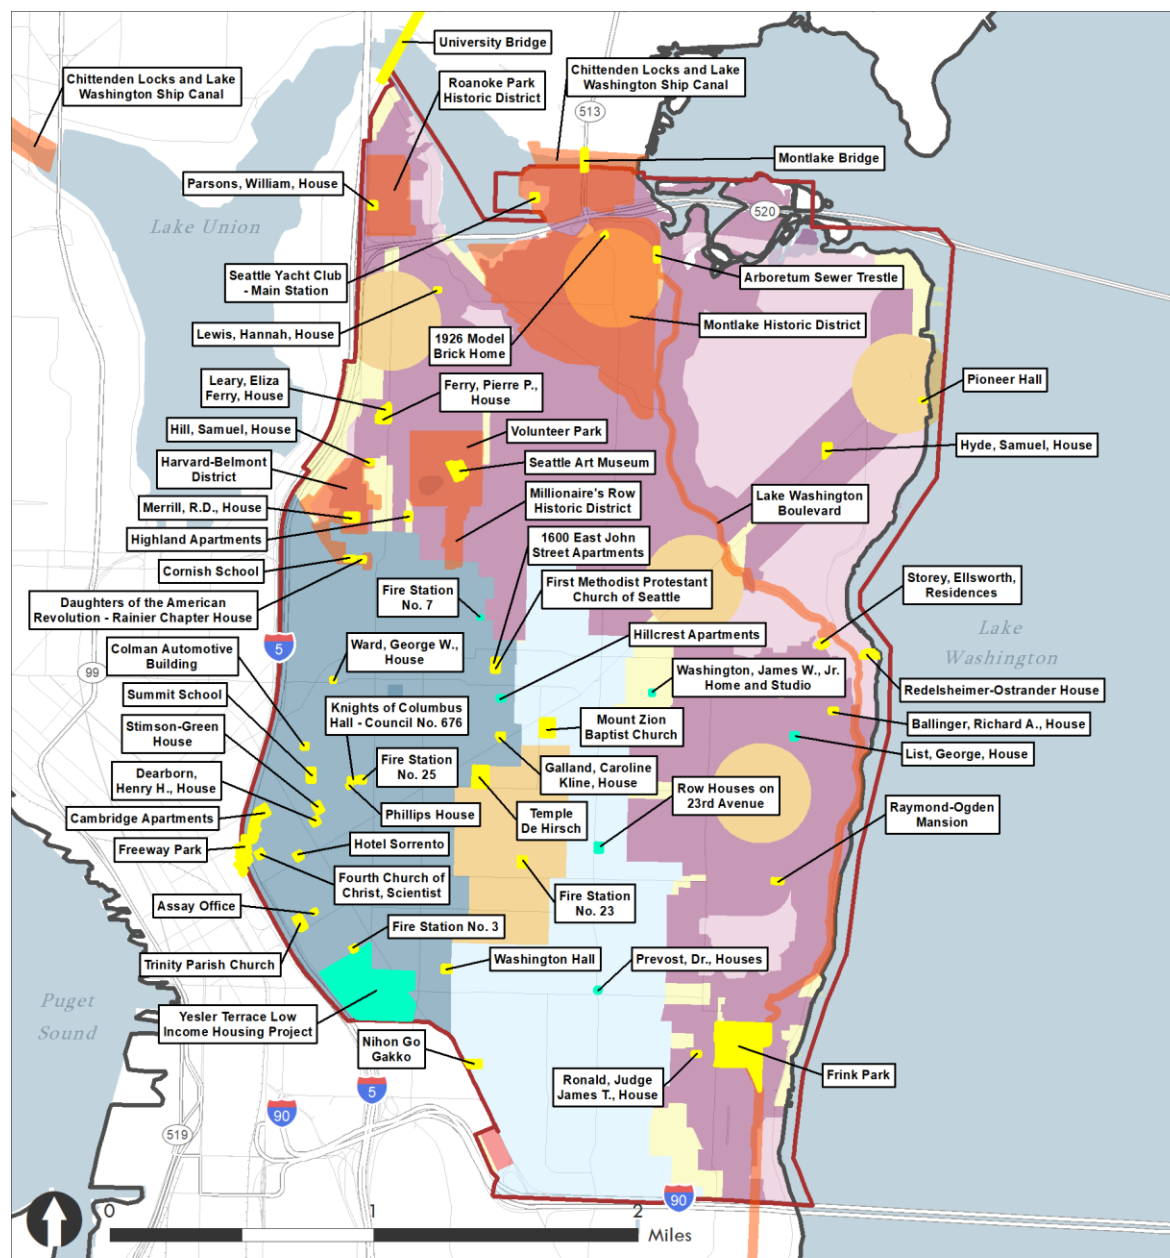 University Bridge
Chittenden Locks and Lake
Washington Ship Canal
Roanoke Park
Historic District
Chittenden Locks and Lake
Washington Ship Canal
513
Montlake Bridge
Parsons, William, House
Lake Union
520
Seattle Yacht Club
- Main Station
Arboretum Sewer Trestle
Lewis, Hannah, House
1926 Model
Brick Home
Montlake Historic District
Leary, Eliza
Ferry, House
Ferry, Pierre P.,
House
Pioneer Hall
Hill, Samuel, House
Volunteer Park
Hyde, Samuel, House
Harvard-Belmont
District
Seattle Art Museum
Merrill, R.D., House
Millionaire's Row
Historic District
Lake Washington
Boulevard
Highland Apartments
1600 East John
Street Apartments
Cornish School
First Methodist Protestant
Church of Seattle
Storey, Ellsworth,
Residences
Daughters of the American
Revolution - Rainier Chapter House
Fire Station
No. 7
Hillcrest Apartments
Lake
Washington
5
99
Colman Automotive
Building
Ward, George W.,
House
Washington, James W., Jr.
Home and Studio
Redelsheimer-Ostrander House
Summit School
Knights of Columbus
Hall - Council No. 676
Mount Zion
Baptist Church
Ballinger, Richard A., House
Stimson-Green
House
List, George, House
Fire Station
No. 25
Galland, Caroline
Kline, House
Row Houses on
23rd Avenue
Dearborn,
Henry H., House
Cambridge Apartments
Phillips House
Temple
De Hirsch
Raymond-Ogden
Mansion
Freeway Park
Hotel Sorrento
Fourth Church of
Christ, Scientist
Fire Station
No. 23
Assay Office
Fire Station No. 3
Trinity Parish Church
Washington Hall
Prevost, Dr., Houses
Puget
Sound
Yesler Terrace Low
Income Housing Project
Nihon Go
Gakko
Ronald, Judge
James T., House
Frink Park
5
90
519
90
0
1
2
Miles